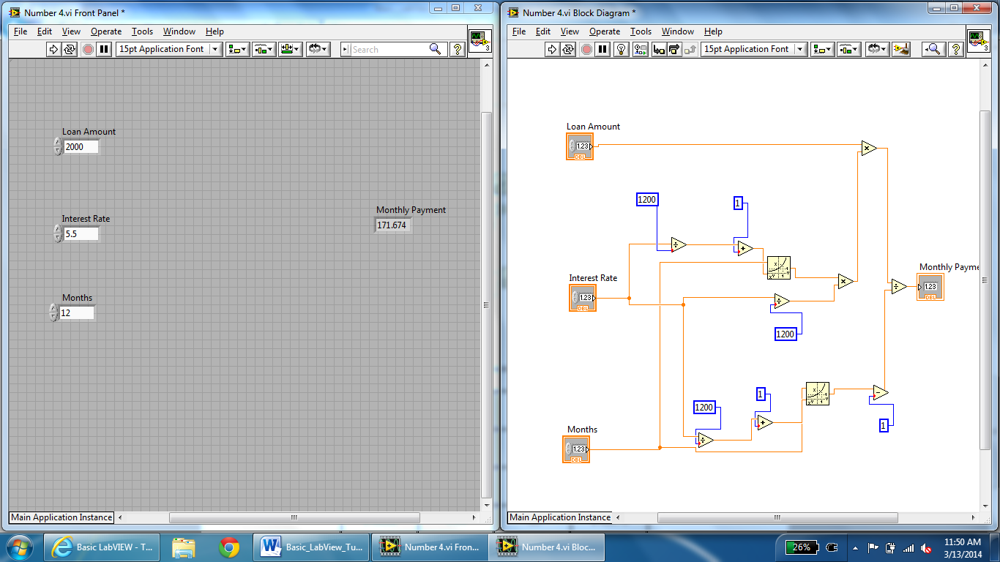 Number 4.vi Front Panel *
File Edit View Operate Tools Window Help
15pt Application Font
Search
?
3
Loan Amount
2000
Interest Rate
5.5
Months
12
Monthly Payment
171.674
Main Application Instance
Number 4.vi Block Diagram *
File Edit View Operate Tools Window Help
15pt Application Font
?
3
Loan Amount
1.23
DBL
×
1200
1
÷
+
x
Interest Rate
1.23
DBL
×
÷
1200
Monthly Payme
÷
1.23
DBL
1
1200
+
−
1
Months
1.23
DBL
÷
Main Application Instance
Basic LabVIEW - T...
Basic_LabView_Tu...
Number 4.vi Fron...
Number 4.vi Bloc...
26%
11:50 AM
3/13/2014